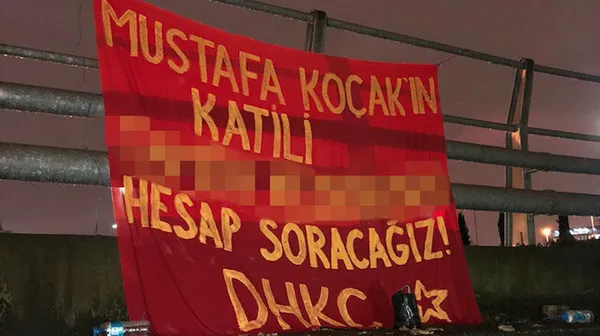 MUSTAFA KOÇAK'IN
KATİLİ
HESAP SORACAĞIZ!
DHKC